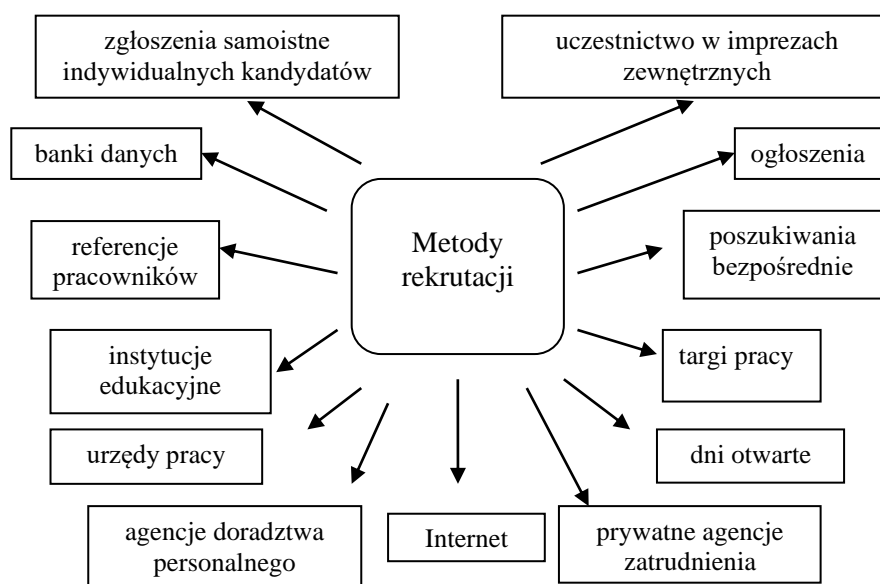 zgłoszenia samoistne
indywidualnych kandydatów
uczestnictwo w imprezach
zewnętrznych
banki danych
ogłoszenia
referencje
pracowników
Metody
rekrutacji
poszukiwania
bezpośrednie
instytucje
edukacyjne
targi pracy
urzędy pracy
dni otwarte
agencje doradztwa
personalnego
Internet
prywatne agencje
zatrudnienia